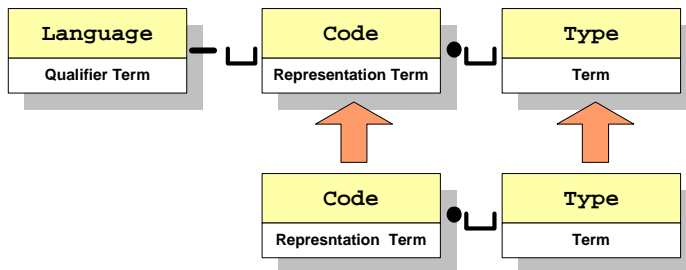 Language Code Type
Qualifier Term Representation Term Term
Code Type
Represntation Term Term